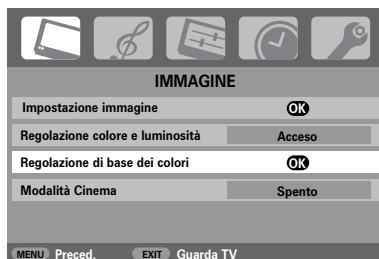 IMMAGINE
Impostazione immagine OK
Regolazione colore e luminosità Acceso
Regolazione di base dei colori OK
Modalità Cinema Spento
MENU Preced. EXIT Guarda TV